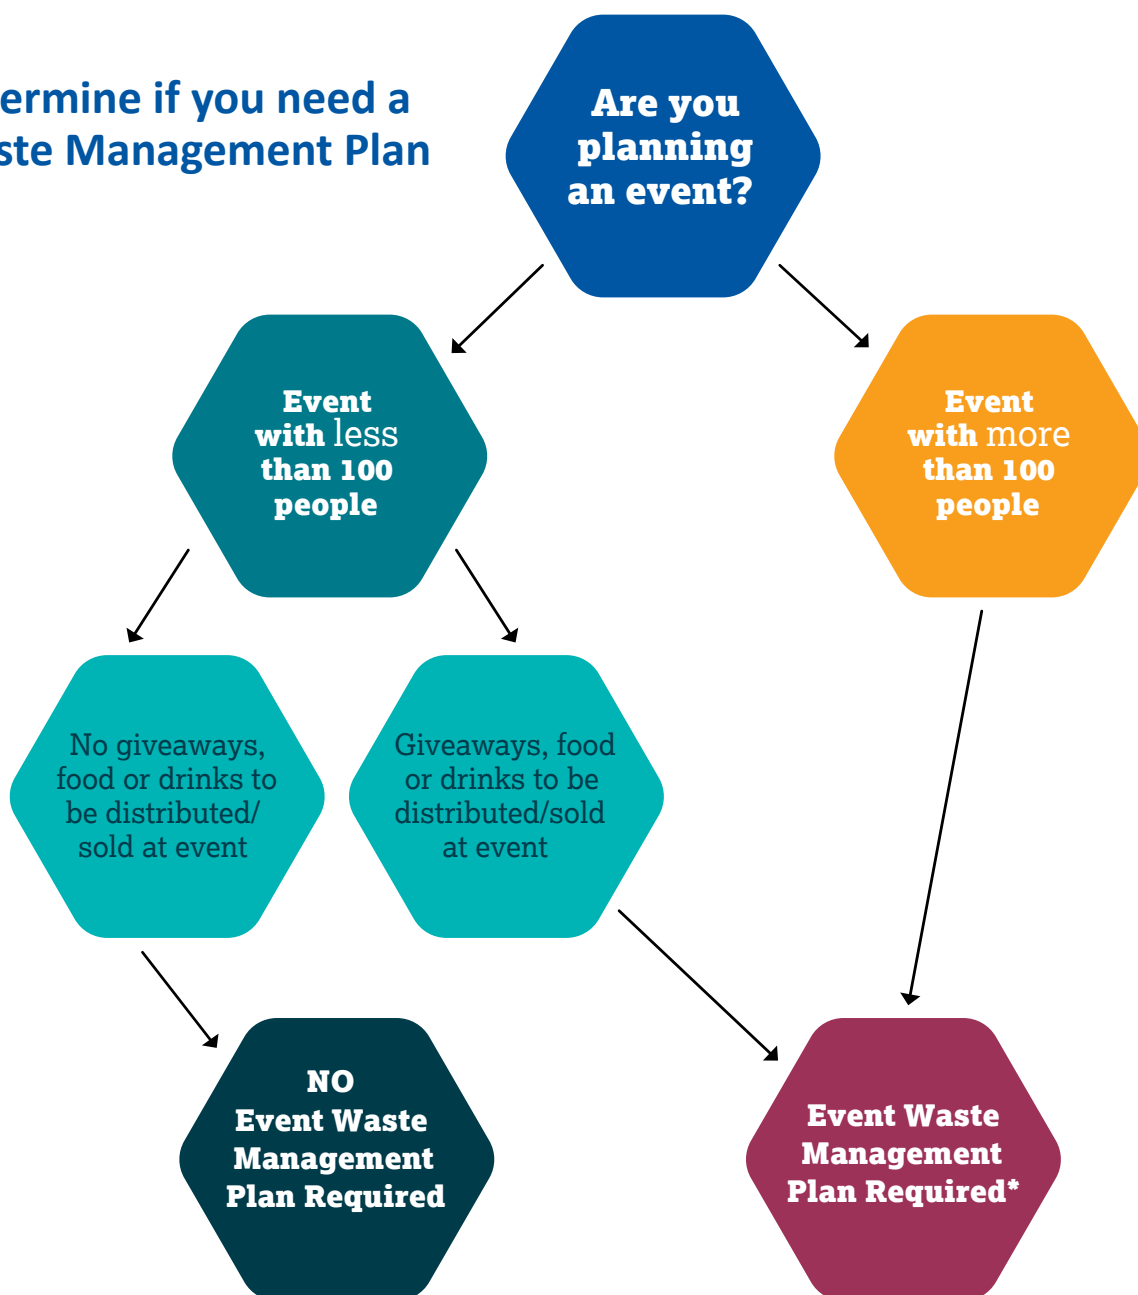 ermine if you need a
ste Management Plan
Are you
planning
an event?
Event
with less
than 100
people
Event
with more
than 100
people
No giveaways,
food or drinks to
be distributed/
sold at event
Giveaways, food
or drinks to be
distributed/sold
at event
NO
Event Waste
Management
Plan Required
Event Waste
Management
Plan Required*